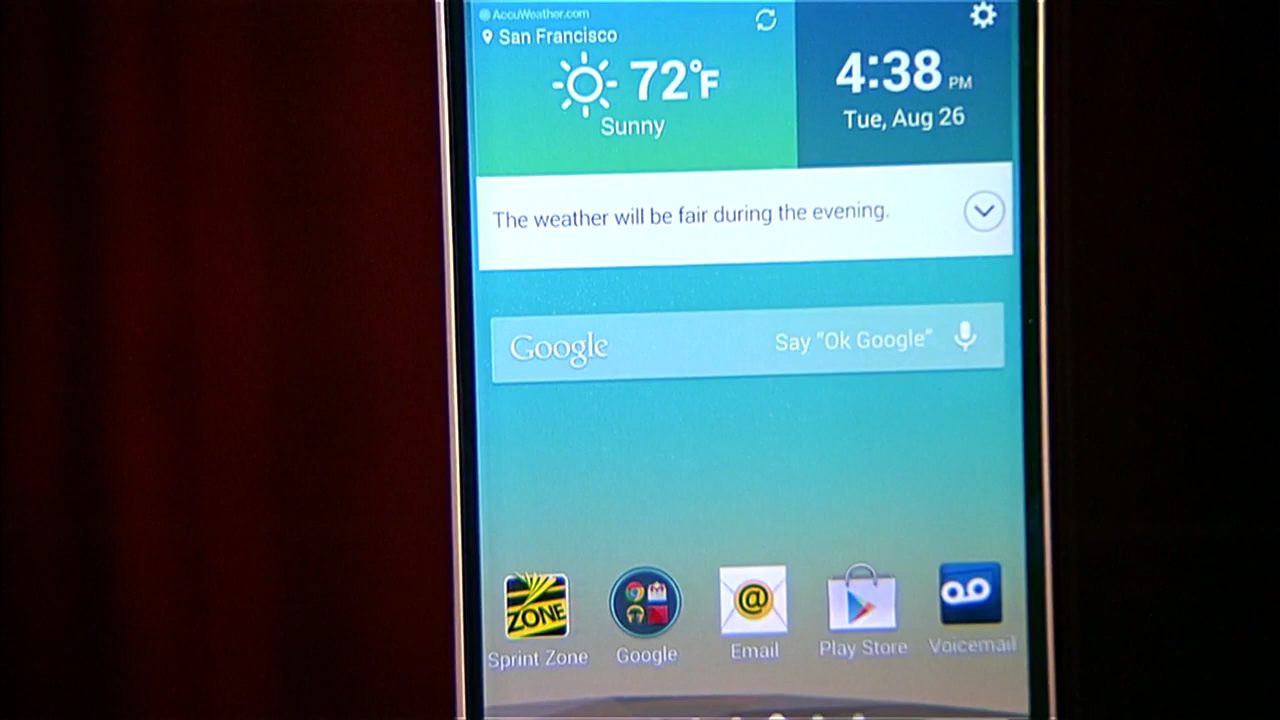 AccuWeather.com
San Francisco
72°F
Sunny
4:38 PM
Tue, Aug 26
The weather will be fair during the evening.
Google
Say "Ok Google"
ZONE
@
Sprint Zone
Google
Email
Play Store
Voicemail